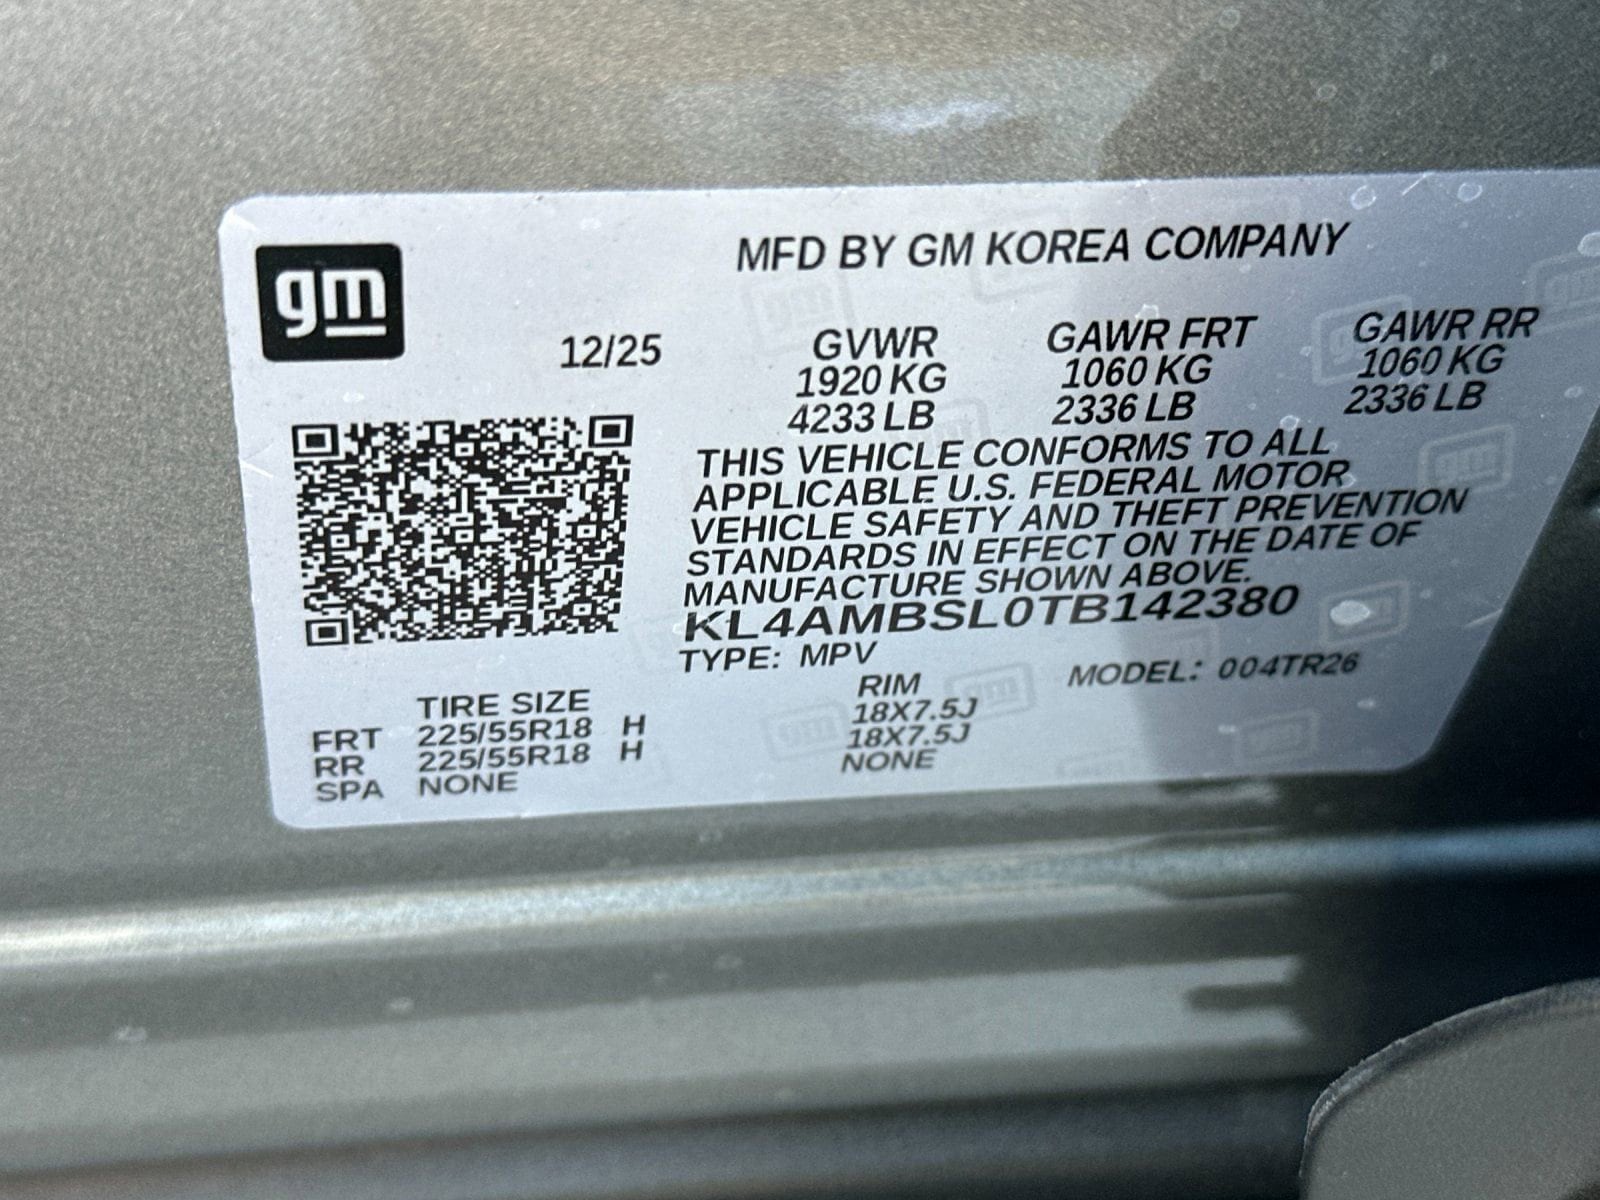 gm
MFD BY GM KOREA COMPANY
12/25
GVWR GAWR FRT GAWR RR
1920 KG 1060 KG 1060 KG
4233 LB 2336 LB 2336 LB
THIS VEHICLE CONFORMS TO ALL
APPLICABLE U.S. FEDERAL MOTOR
VEHICLE SAFETY AND THEFT PREVENTION
STANDARDS IN EFFECT ON THE DATE OF
MANUFACTURE SHOWN ABOVE.
KL4AMBSL0TB142380
TYPE: MPV MODEL: 004TR26
TIRE SIZE RIM
FRT 225/55R18 H 18X7.5J
RR 225/55R18 H 18X7.5J
SPA NONE NONE